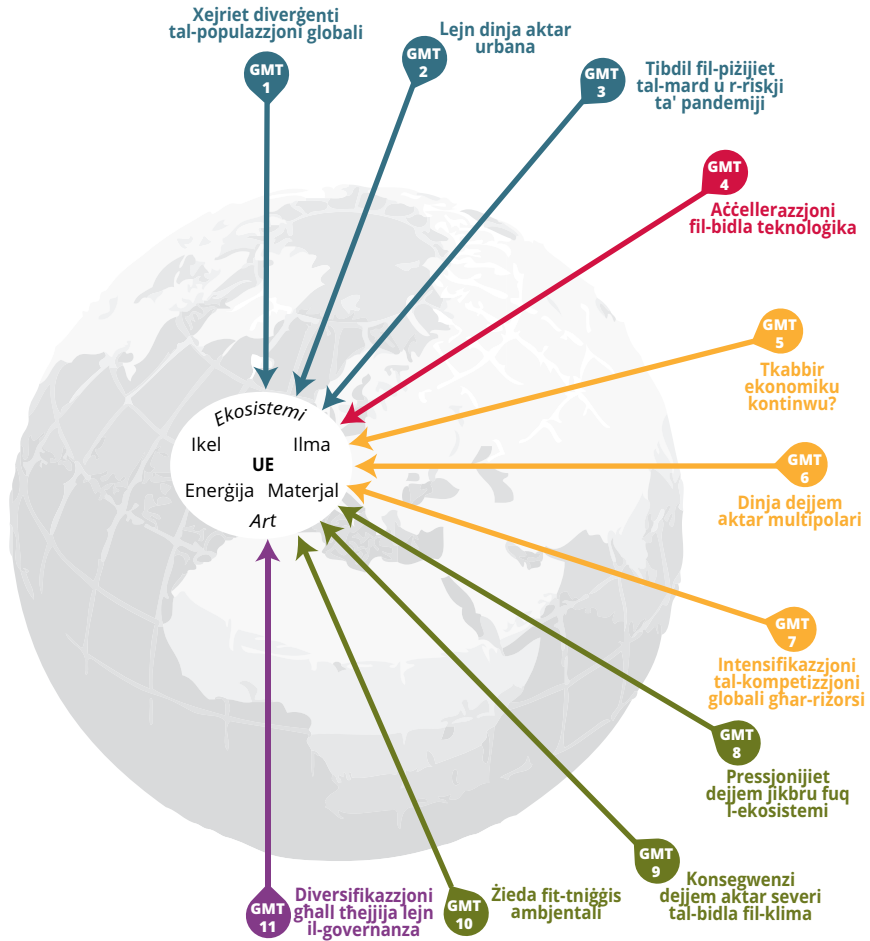 Xejriet diverġenti
tal-populazzjoni globali
GMT
1
Lejn dinja aktar
urbana
GMT
2
Tibdil fil-piżijiet
tal-mard u r-riskji
ta' pandemiji
GMT
3
GMT
4
Aċċellerazzjoni
fil-bidla teknoloġika
GMT
5
Tkabbir
ekonomiku
kontinwu?
GMT
6
Dinja dejjem
aktar multipolari
GMT
7
Intensifikazzjoni
tal-kompetizzjoni
globali għar-riżorsi
GMT
8
Pressjonijiet
dejjem jikbru fuq
l-ekosistemi
GMT
9
Konsegwenzi
dejjem aktar severi
tal-bidla fil-klima
GMT
10
Żieda fit-tniġġis
ambjentali
GMT
11
Diversifikazzjoni
għall tħejjija lejn
il-governanza
Ekosistemi
Ikel Ilma
UE
Enerġija Materjal
Art